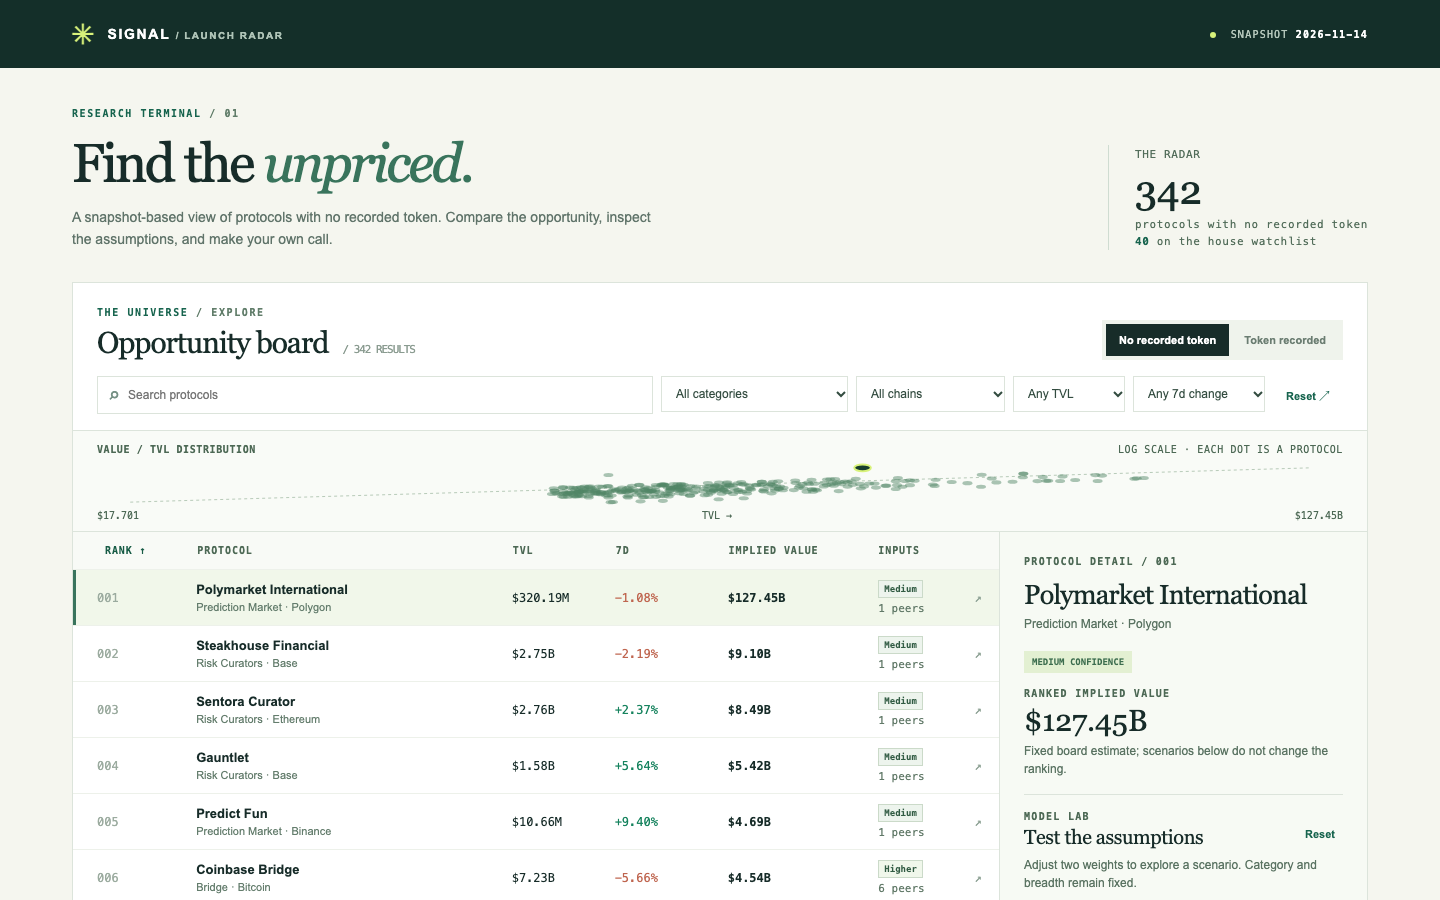 SIGNAL / LAUNCH RADAR
SNAPSHOT 2026-11-14
RESEARCH TERMINAL / 01
Find the unpriced.
A snapshot-based view of protocols with no recorded token. Compare the opportunity, inspect
the assumptions, and make your own call.
THE RADAR
342
protocols with no recorded token
40 on the house watchlist
THE UNIVERSE / EXPLORE
Opportunity board / 342 RESULTS
No recorded token
Token recorded
Search protocols
All categories
All chains
Any TVL
Any 7d change
Reset ↗
VALUE / TVL DISTRIBUTION
LOG SCALE · EACH DOT IS A PROTOCOL
$17.701
TVL →
$127.45B
RANK ↑ PROTOCOL TVL 7D IMPLIED VALUE INPUTS
001 Polymarket International $320.19M −1.08% $127.45B Medium ↗
Prediction Market · Polygon 1 peers
002 Steakhouse Financial $2.75B −2.19% $9.10B Medium ↗
Risk Curators · Base 1 peers
003 Sentora Curator $2.76B +2.37% $8.49B Medium ↗
Risk Curators · Ethereum 1 peers
004 Gauntlet $1.58B +5.64% $5.42B Medium ↗
Risk Curators · Base 1 peers
005 Predict Fun $10.66M +9.40% $4.69B Medium ↗
Prediction Market · Binance 1 peers
006 Coinbase Bridge $7.23B −5.66% $4.54B Higher ↗
Bridge · Bitcoin 6 peers
PROTOCOL DETAIL / 001
Polymarket International
Prediction Market · Polygon
MEDIUM CONFIDENCE
RANKED IMPLIED VALUE
$127.45B
Fixed board estimate; scenarios below do not change the
ranking.
MODEL LAB
Test the assumptions
Reset
Adjust two weights to explore a scenario. Category and
breadth remain fixed.